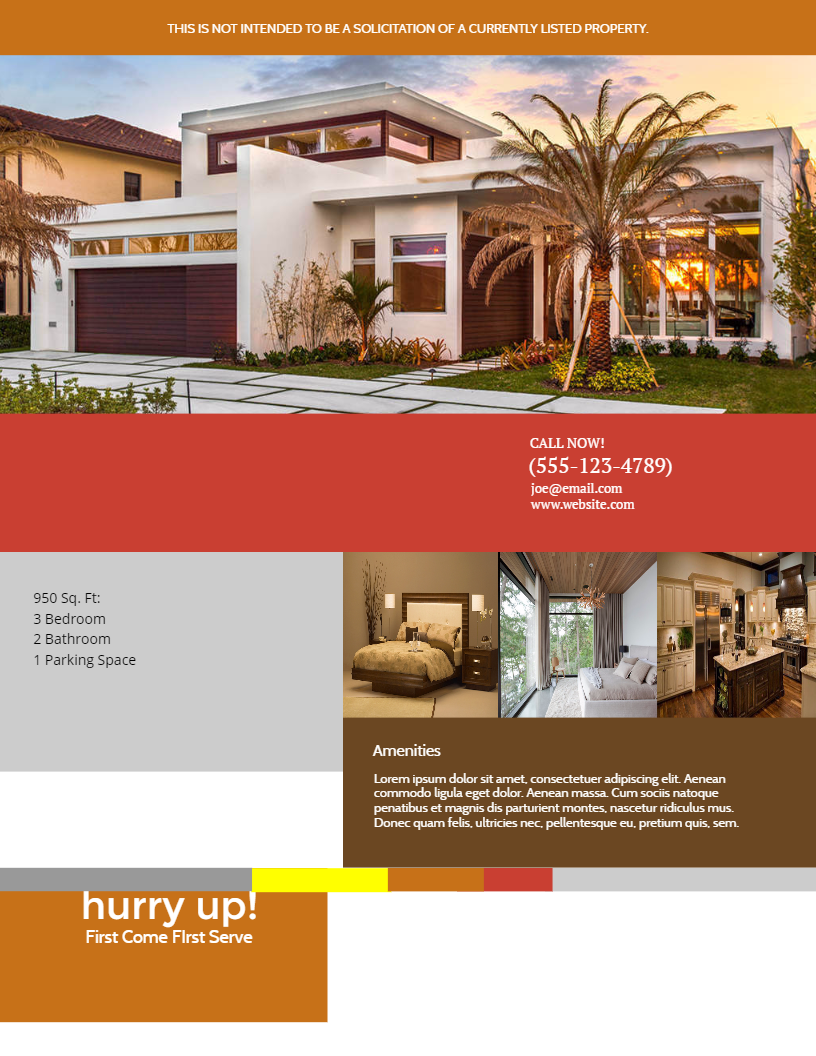 THIS IS NOT INTENDED TO BE A SOLICITATION OF A CURRENTLY LISTED PROPERTY.
CALL NOW!
(555-123-4789)
joe@email.com
www.website.com
950 Sq. Ft:
3 Bedroom
2 Bathroom
1 Parking Space
Amenities
Lorem ipsum dolor sit amet, consectetuer adipiscing elit. Aenean
commodo ligula eget dolor. Aenean massa. Cum sociis natoque
penatibus et magnis dis parturient montes, nascetur ridiculus mus.
Donec quam felis, ultricies nec, pellentesque eu, pretium quis, sem.
hurry up!
First Come FIrst Serve